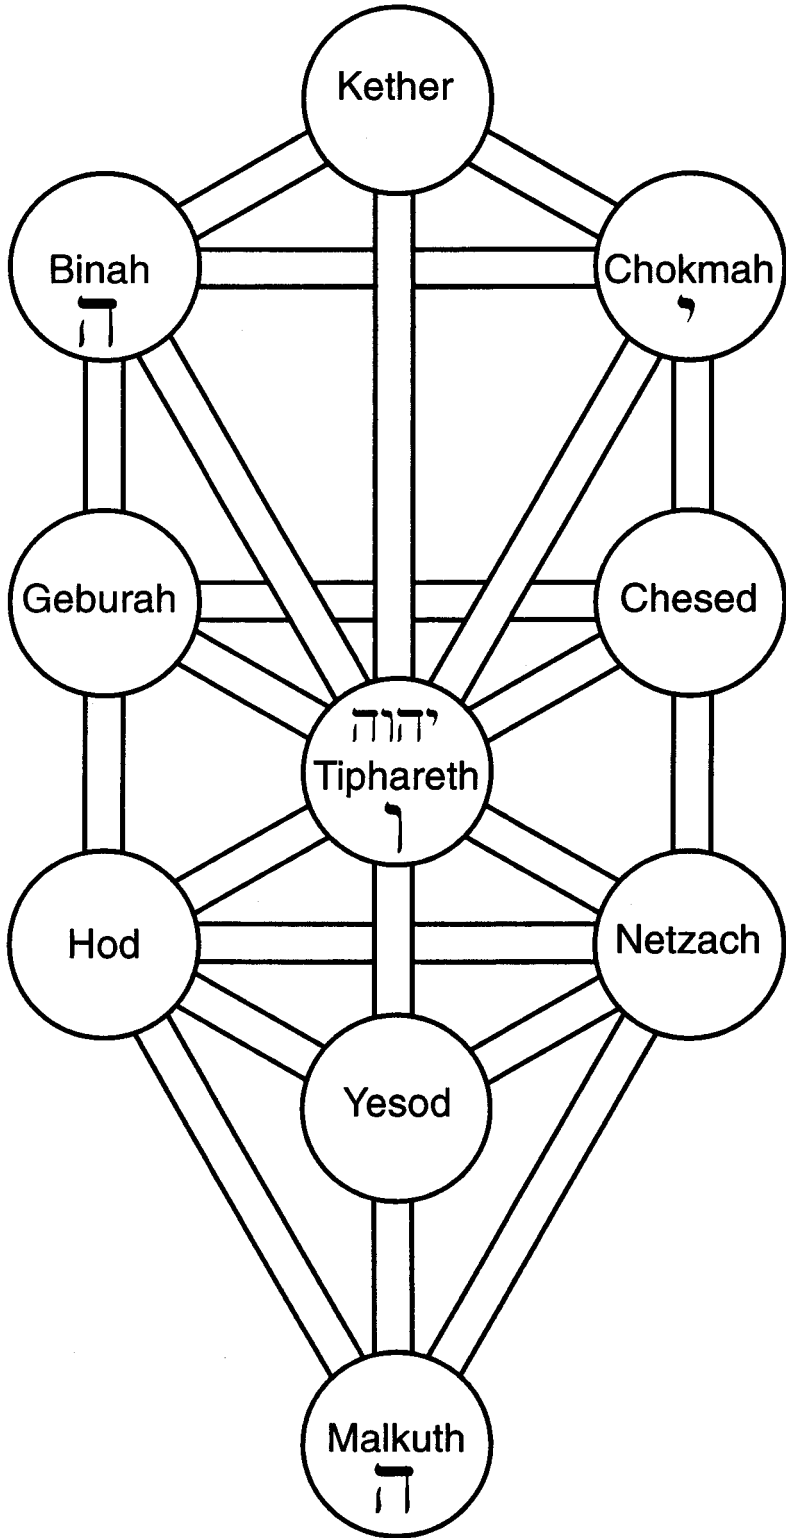 Kether
Binah
ה
Chokmah
י
Geburah
Chesed
יהוה
Tiphareth
ו
Hod
Netzach
Yesod
Malkuth
ה